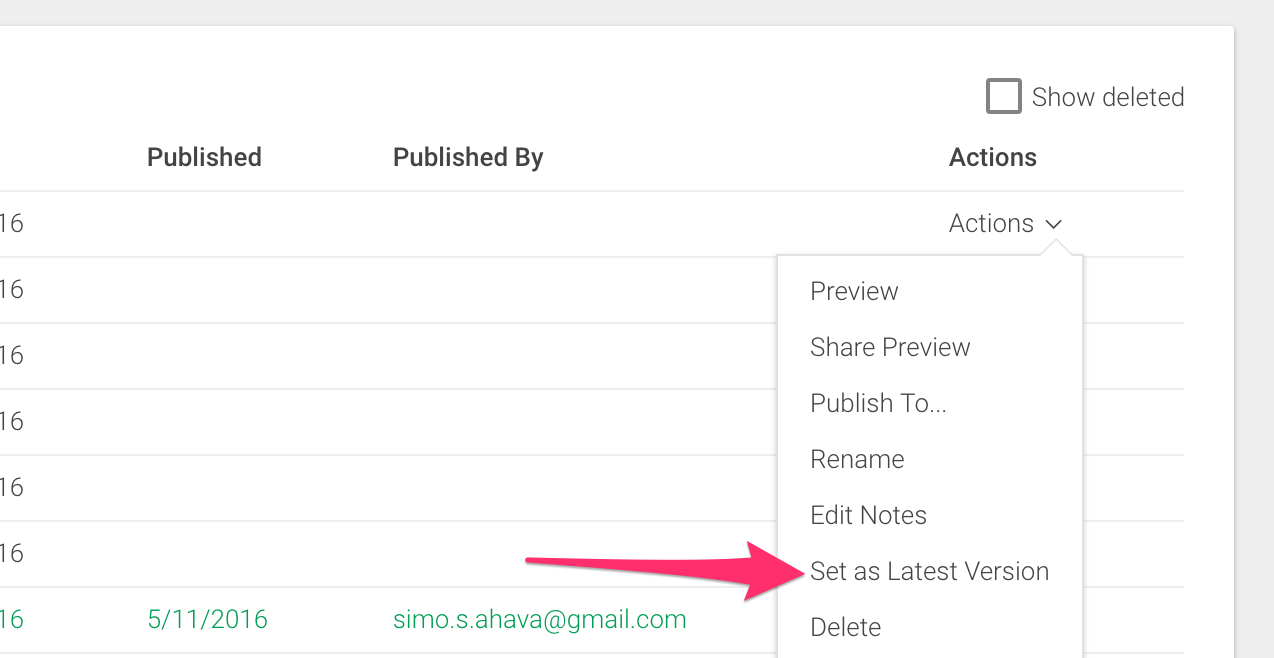 Show deleted
Published Published By Actions
16 Actions
16 Preview
16 Share Preview
Publish To...
16
Rename
16 Edit Notes
16 Set as Latest Version
16 5/11/2016 simo.s.ahava@gmail.com Delete